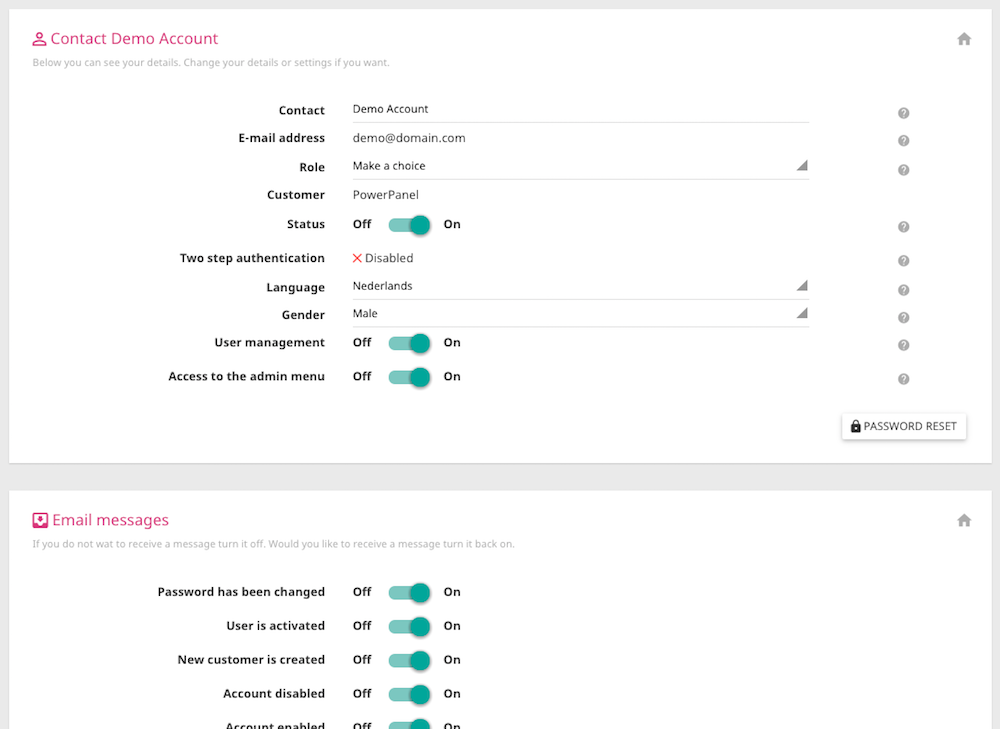 Contact Demo Account
Below you can see your details. Change your details or settings if you want.
Contact Demo Account
E-mail address demo@domain.com
Role Make a choice
Customer PowerPanel
Status Off On
Two step authentication Disabled
Language Nederlands
Gender Male
User management Off On
Access to the admin menu Off On
PASSWORD RESET
Email messages
If you do not wat to receive a message turn it off. Would you like to receive a message turn it back on.
Password has been changed Off On
User is activated Off On
New customer is created Off On
Account disabled Off On
Account enabled Off On